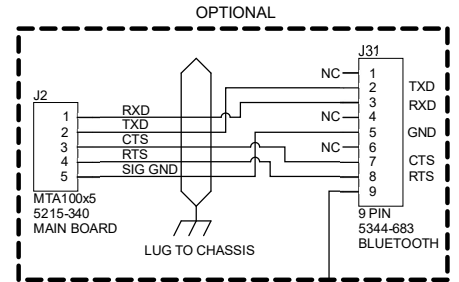 OPTIONAL
J31
NC 1
2 TXD
J2
3 RXD
1 RXD
NC 4
2 TXD
5 GND
3 CTS
NC 6
4 RTS
7 CTS
5 SIG GND
8 RTS
9
MTA100x5
5215-340
MAIN BOARD
9 PIN
5344-683
BLUETOOTH
LUG TO CHASSIS